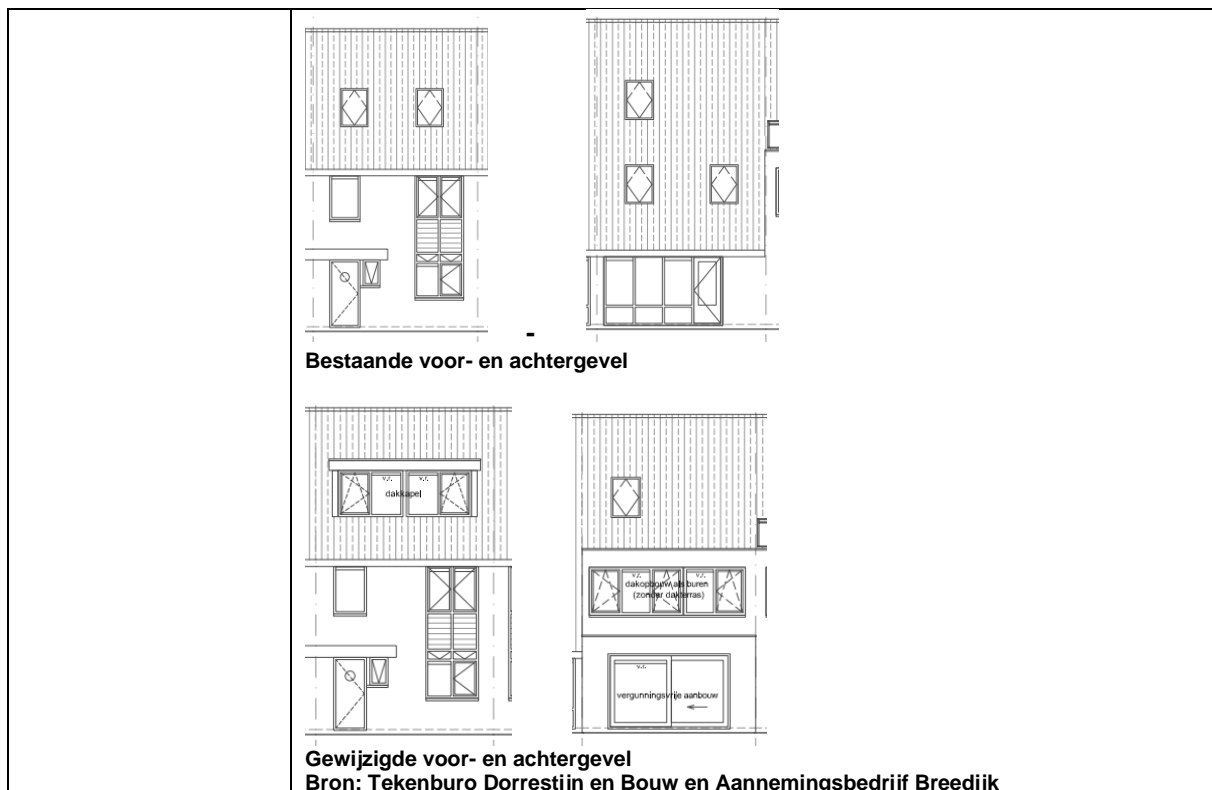 -
Bestaande voor- en achtergevel
v.r. v.r.
dakkapel
v.r. v.r.
dakopbouw als buren
(zonder dakterras)
v.r.
vergunningsvrije aanbouw
Gewijzigde voor- en achtergevel
Bron: Tekenburo Dorrestijn en Bouw en Aannemingsbedrijf Breedijk